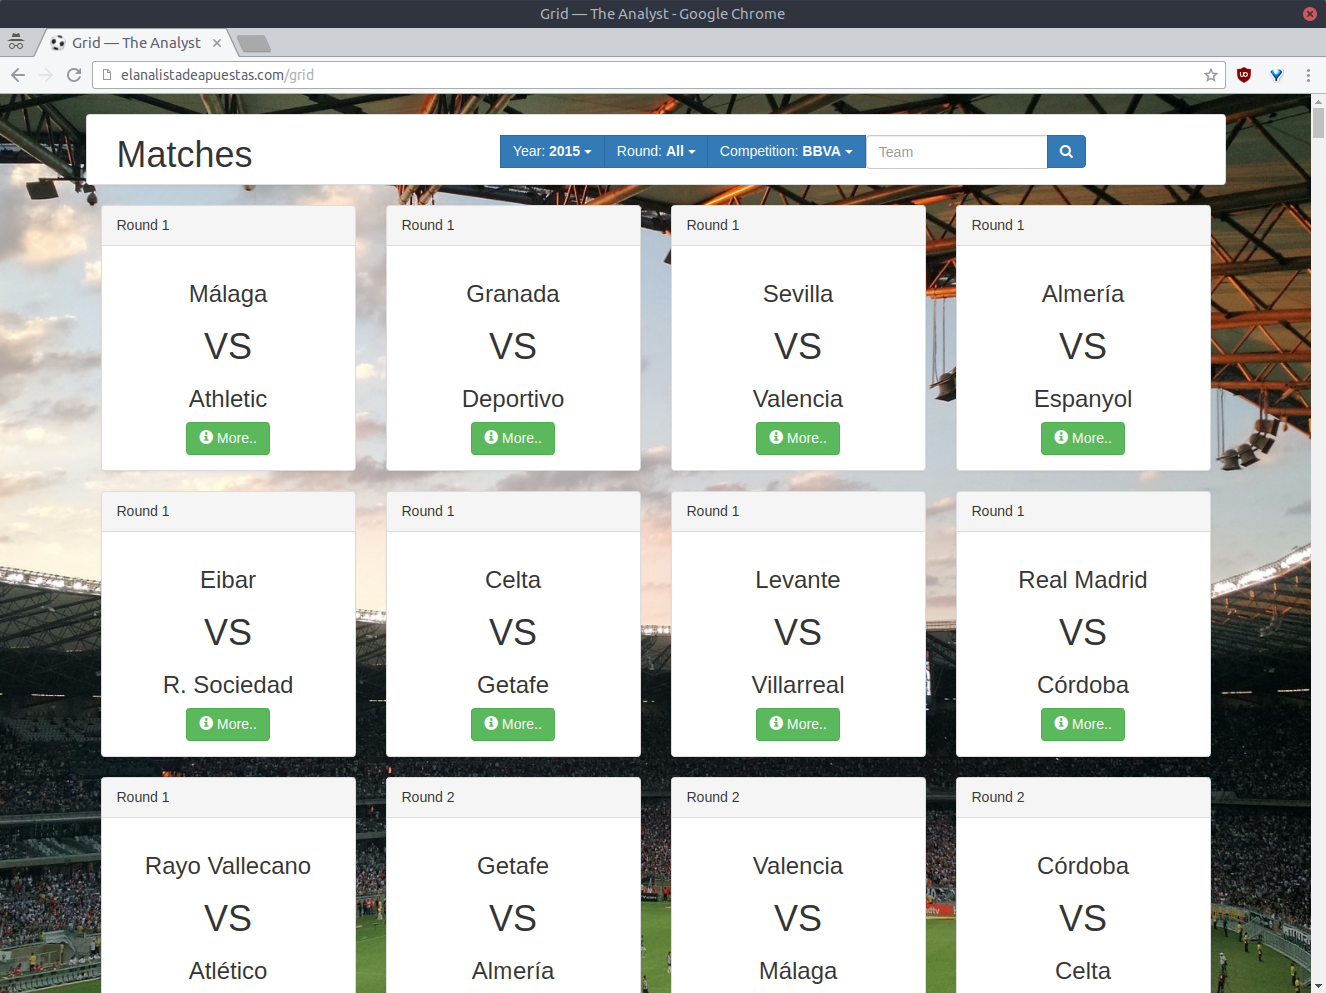 Grid — The Analyst - Google Chrome
Grid — The Analyst
elanalistadeapuestas.com/grid
Matches
Year: 2015 Round: All Competition: BBVA Team
Round 1 Round 1 Round 1 Round 1
Málaga Granada Sevilla Almería
VS VS VS VS
Athletic Deportivo Valencia Espanyol
More.. More.. More.. More..
Round 1 Round 1 Round 1 Round 1
Eibar Celta Levante Real Madrid
VS VS VS VS
R. Sociedad Getafe Villarreal Córdoba
More.. More.. More.. More..
Round 1 Round 2 Round 2 Round 2
Rayo Vallecano Getafe Valencia Córdoba
VS VS VS VS
Atlético Almería Málaga Celta